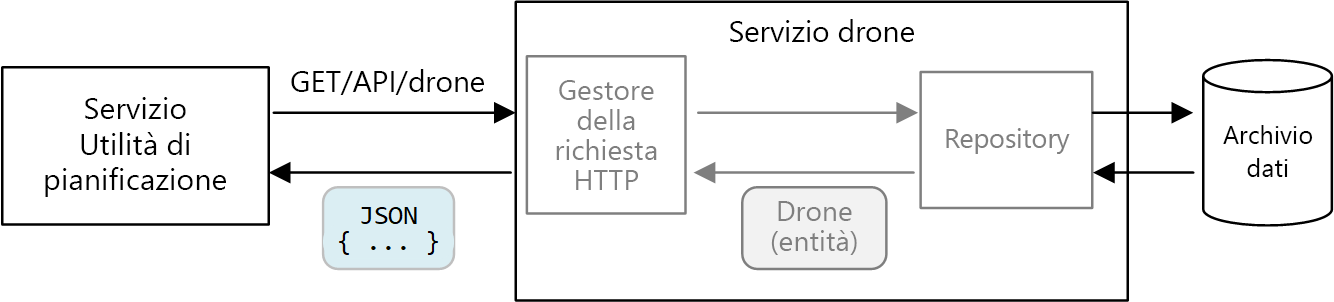 Servizio drone
GET/API/drone
Servizio
Utilità di
pianificazione
Gestore
della
richiesta
HTTP
Repository
Archivio
dati
JSON
{ ... }
Drone
(entità)